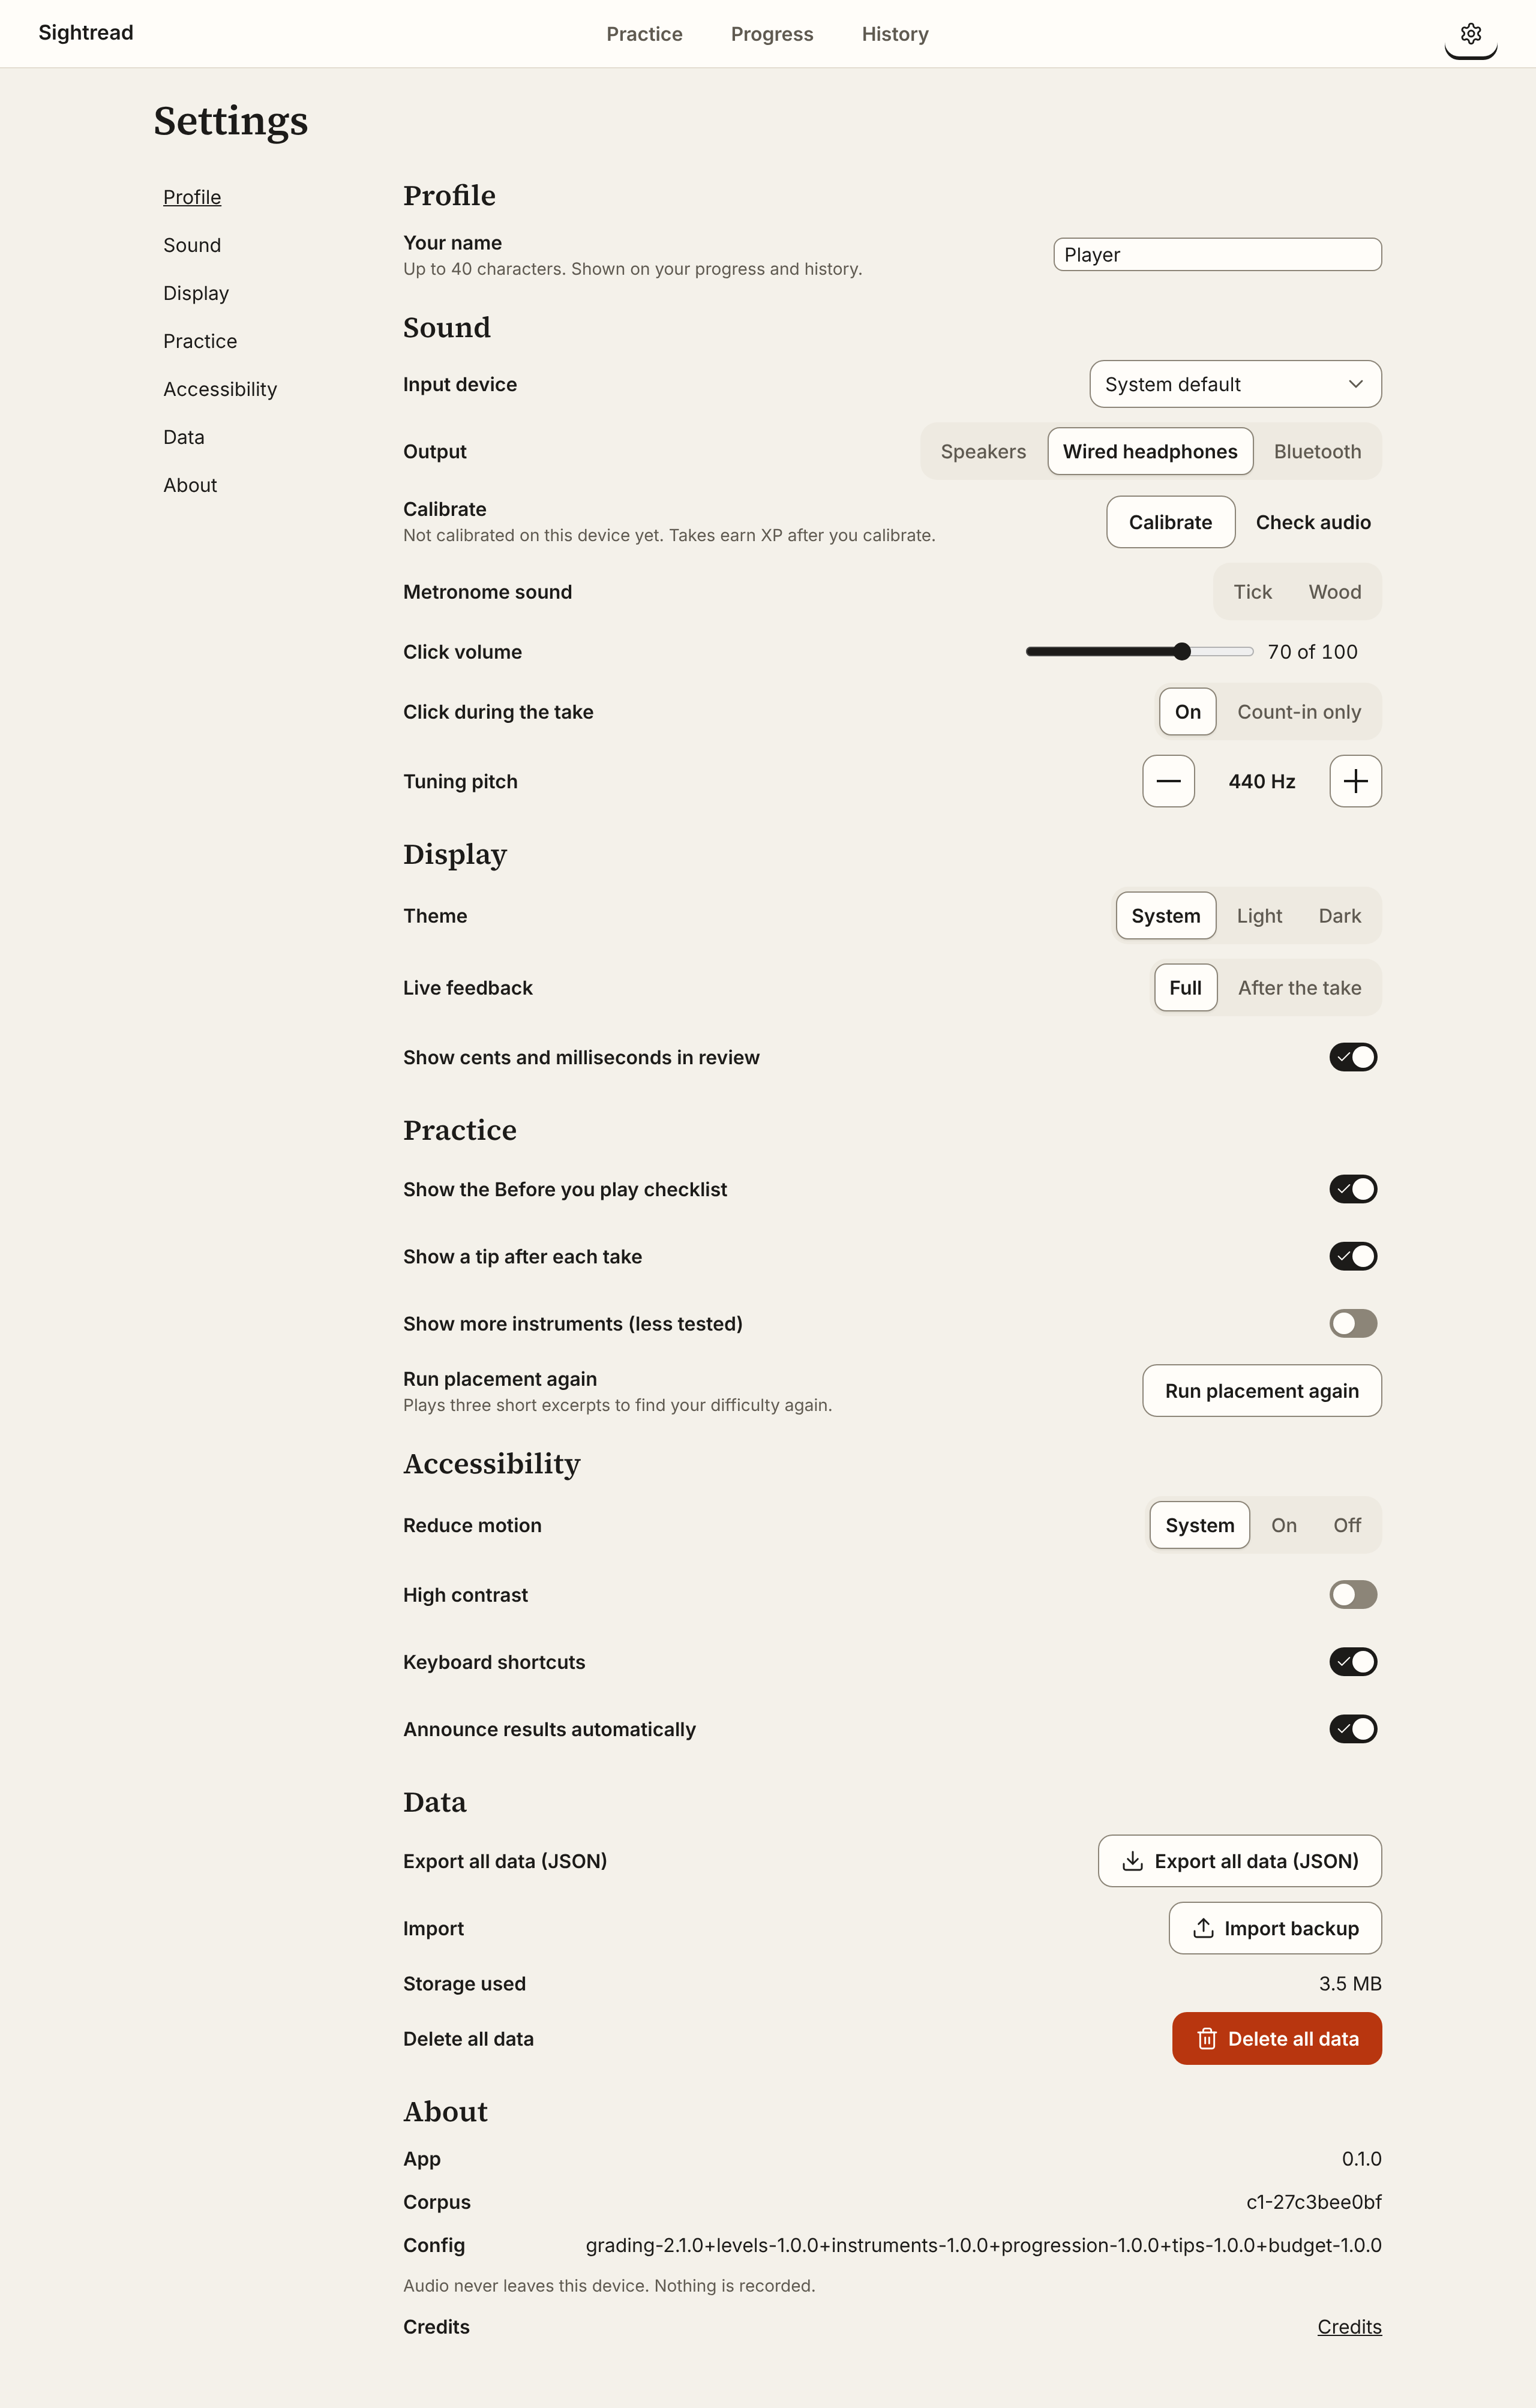 Sightread
Practice
Progress
History
Settings
Profile
Sound
Display
Practice
Accessibility
Data
About
Profile
Your name
Up to 40 characters. Shown on your progress and history.
Player
Sound
Input device
System default
Output
Speakers
Wired headphones
Bluetooth
Calibrate
Not calibrated on this device yet. Takes earn XP after you calibrate.
Calibrate
Check audio
Metronome sound
Tick
Wood
Click volume
70 of 100
Click during the take
On
Count-in only
Tuning pitch
440 Hz
Display
Theme
System
Light
Dark
Live feedback
Full
After the take
Show cents and milliseconds in review
Practice
Show the Before you play checklist
Show a tip after each take
Show more instruments (less tested)
Run placement again
Plays three short excerpts to find your difficulty again.
Run placement again
Accessibility
Reduce motion
System
On
Off
High contrast
Keyboard shortcuts
Announce results automatically
Data
Export all data (JSON)
Export all data (JSON)
Import
Import backup
Storage used
3.5 MB
Delete all data
Delete all data
About
App
0.1.0
Corpus
c1-27c3bee0bf
Config
grading-2.1.0+levels-1.0.0+instruments-1.0.0+progression-1.0.0+tips-1.0.0+budget-1.0.0
Audio never leaves this device. Nothing is recorded.
Credits
Credits